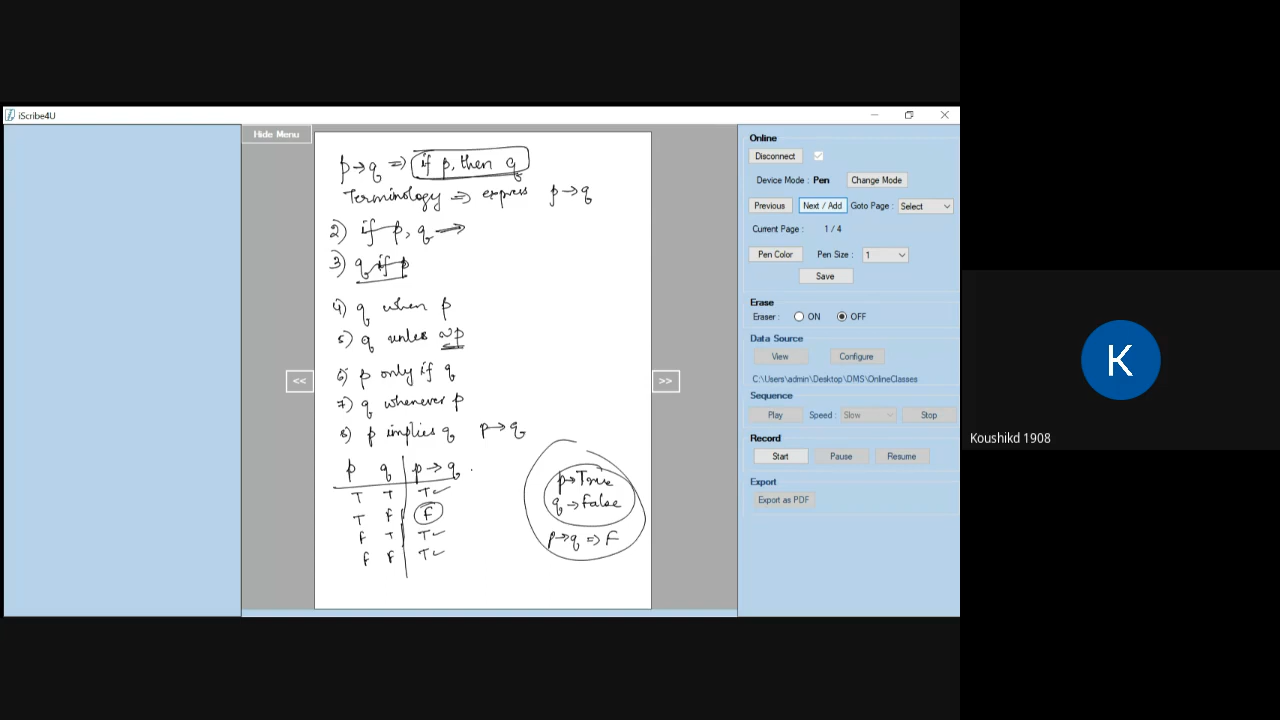 iScribe4U
Hide Menu
p→q => if p, then q
Terminology => express p→q
2) if p, q →
3) q if p
4) q when p
5) q unles ~p
6) p only if q
7) q whenever p
8) p implies q p→q
p q p→q
T T T✓
T F F
F T T✓
F F T✓
p→True
q→false
p→q => F
<<
>>
Online
Disconnect
Device Mode : Pen Change Mode
Previous Next / Add Goto Page : Select
Current Page : 1 / 4
Pen Color Pen Size : 1
Save
Erase
Eraser : ON OFF
Data Source
View Configure
C:\Users\admin\Desktop\DMS\OnlineClasses
Sequence
Play Speed : Slow Stop
Record
Start Pause Resume
Export
Export as PDF
K
Koushikd 1908